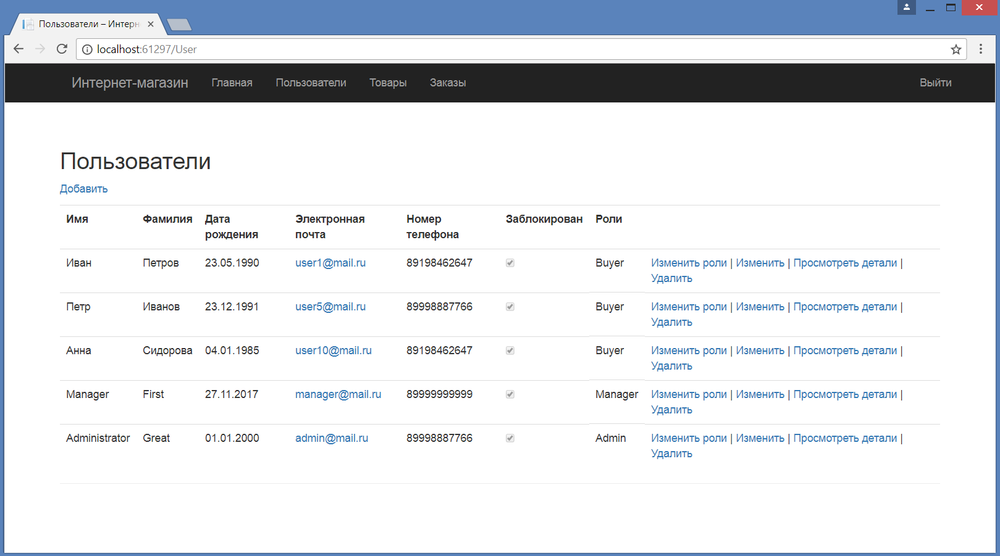 Пользователи – Интерн
localhost:61297/User
Интернет-магазин Главная Пользователи Товары Заказы Выйти
Пользователи
Добавить
Имя Фамилия Дата рождения Электронная почта Номер телефона Заблокирован Роли
Иван Петров 23.05.1990 user1@mail.ru 89198462647 Buyer Изменить роли | Изменить | Просмотреть детали |
Удалить
Петр Иванов 23.12.1991 user5@mail.ru 89998887766 Buyer Изменить роли | Изменить | Просмотреть детали |
Удалить
Анна Сидорова 04.01.1985 user10@mail.ru 89198462647 Buyer Изменить роли | Изменить | Просмотреть детали |
Удалить
Manager First 27.11.2017 manager@mail.ru 89999999999 Manager Изменить роли | Изменить | Просмотреть детали |
Удалить
Administrator Great 01.01.2000 admin@mail.ru 89998887766 Admin Изменить роли | Изменить | Просмотреть детали |
Удалить